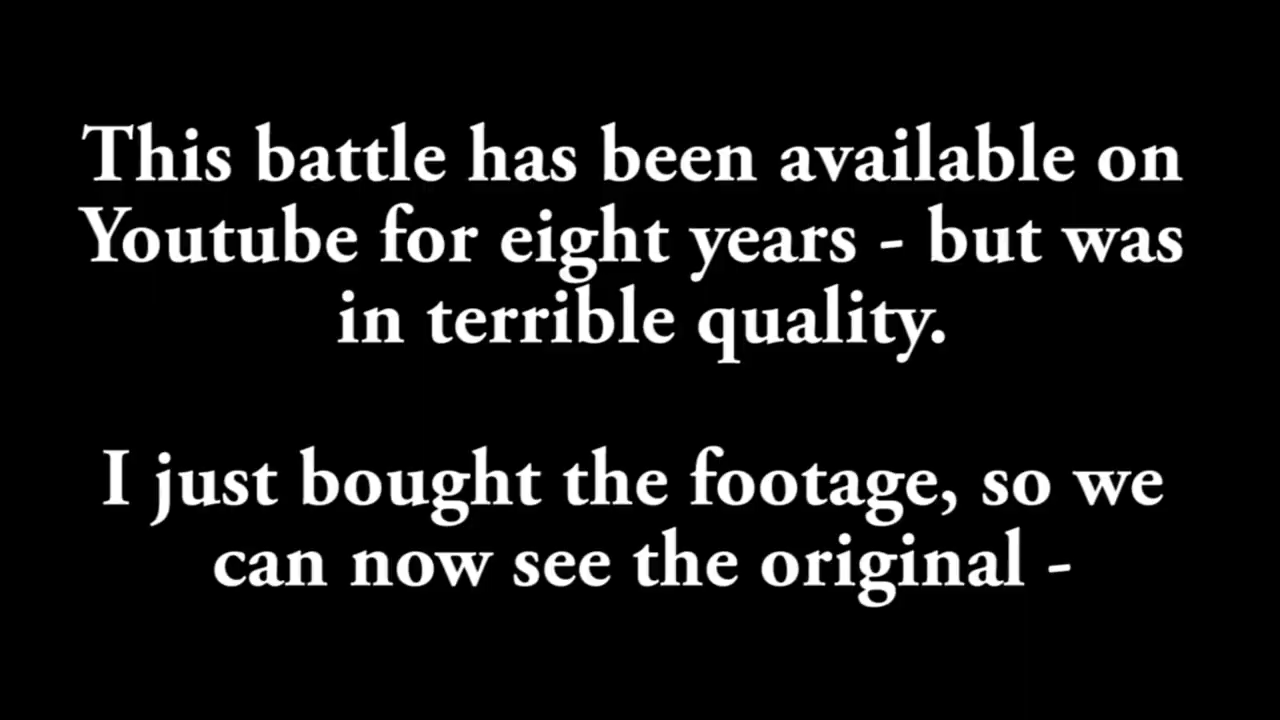 This battle has been available on
Youtube for eight years - but was
in terrible quality.
I just bought the footage, so we
can now see the original -